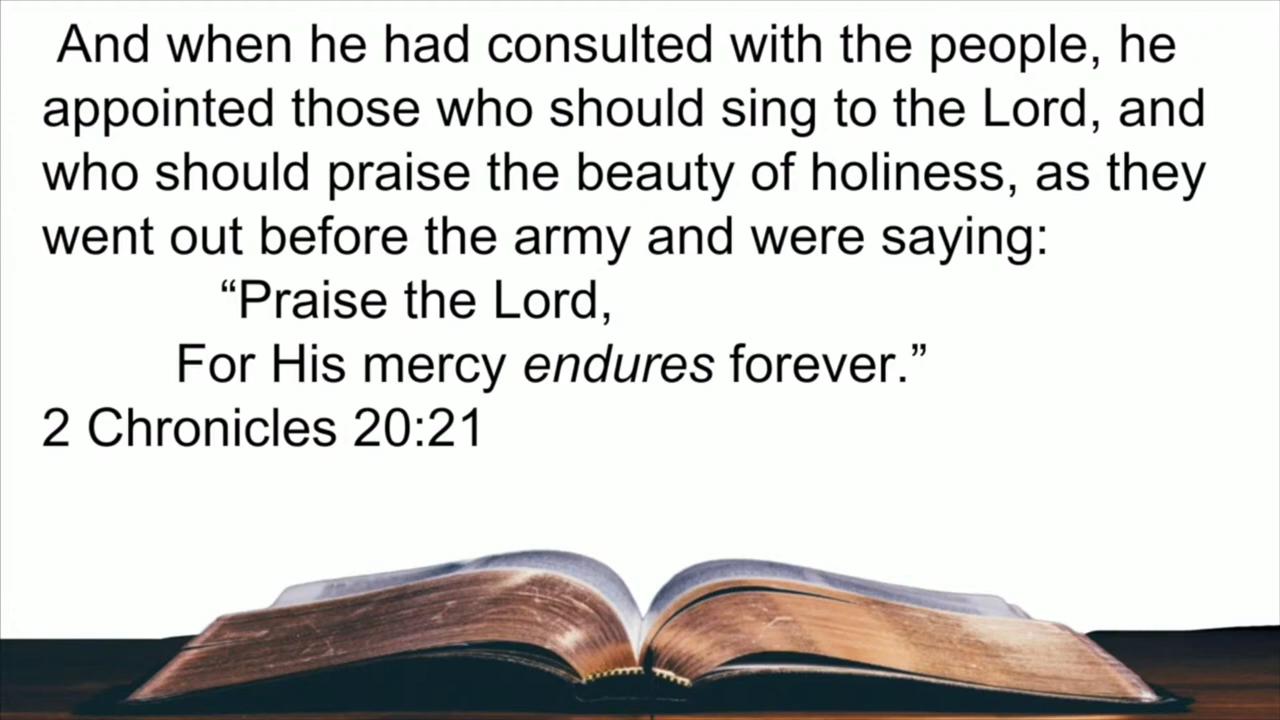 And when he had consulted with the people, he
appointed those who should sing to the Lord, and
who should praise the beauty of holiness, as they
went out before the army and were saying:
“Praise the Lord,
For His mercy endures forever.”
2 Chronicles 20:21